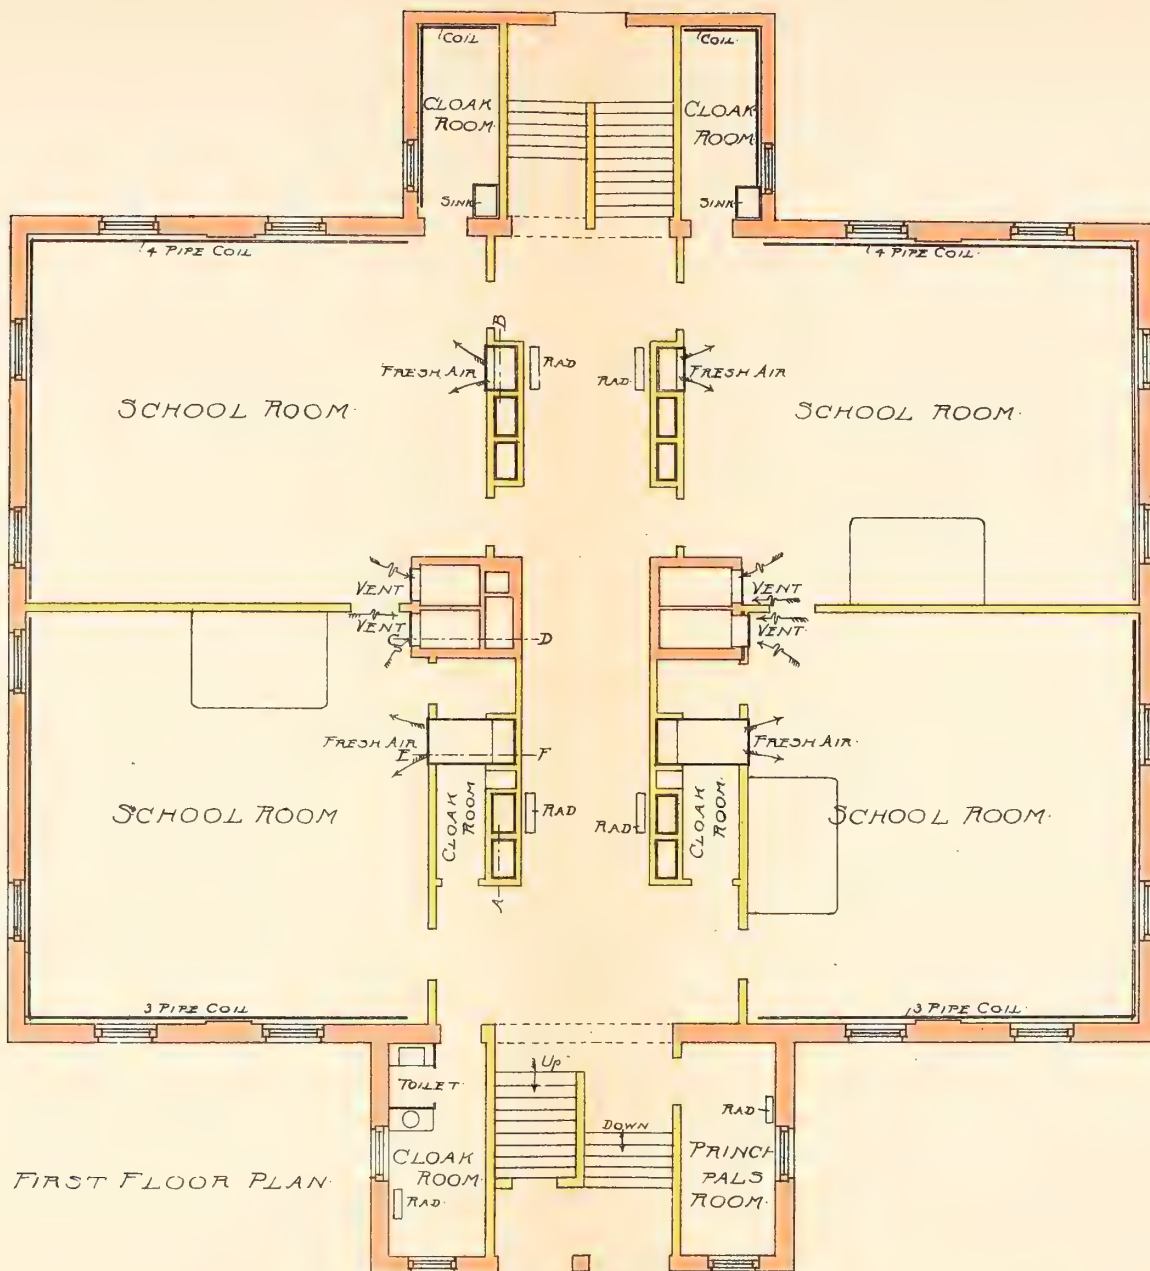 COIL
COIL
CLOAK
ROOM
CLOAK
ROOM
SINK
SINK
4 PIPE COIL
4 PIPE COIL
B
RAD
RAD
FRESH AIR
FRESH AIR
SCHOOL ROOM
SCHOOL ROOM
VENT
VENT
VENT
VENT
C
D
FRESH AIR
FRESH AIR
E
F
SCHOOL ROOM
CLOAK
ROOM
RAD
RAD
CLOAK
ROOM
SCHOOL ROOM
A
3 PIPE COIL
3 PIPE COIL
UP
TOILET
DOWN
RAD
CLOAK
ROOM
RAD
PRINCI-
PALS
ROOM
FIRST FLOOR PLAN